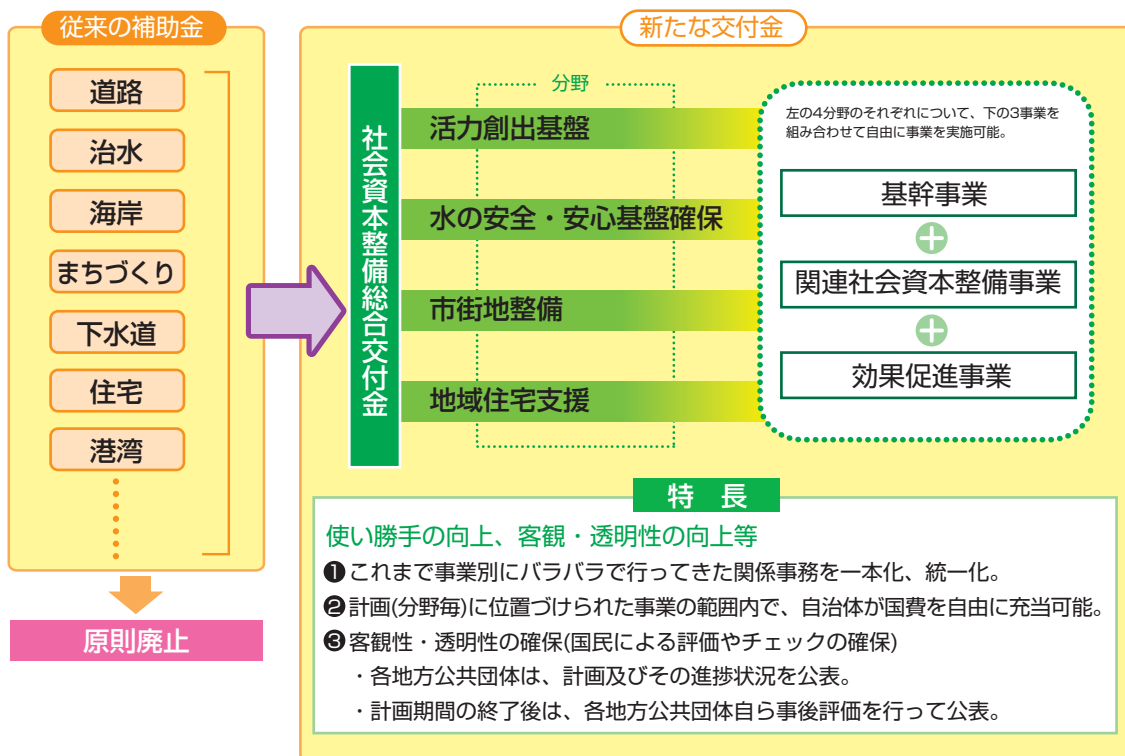 従来の補助金
道路
治水
海岸
まちづくり
下水道
住宅
港湾
原則廃止
新たな交付金
社会資本整備総合交付金
分野
活力創出基盤
水の安全・安心基盤確保
市街地整備
地域住宅支援
左の4分野のそれぞれについて、下の3事業を
組み合わせて自由に事業を実施可能。
基幹事業
+
関連社会資本整備事業
+
効果促進事業
特 長
使い勝手の向上、客観・透明性の向上等
❶これまで事業別にバラバラで行ってきた関係事務を一本化、統一化。
❷計画(分野毎)に位置づけられた事業の範囲内で、自治体が国費を自由に充当可能。
❸客観性・透明性の確保(国民による評価やチェックの確保)
・各地方公共団体は、計画及びその進捗状況を公表。
・計画期間の終了後は、各地方公共団体自ら事後評価を行って公表。